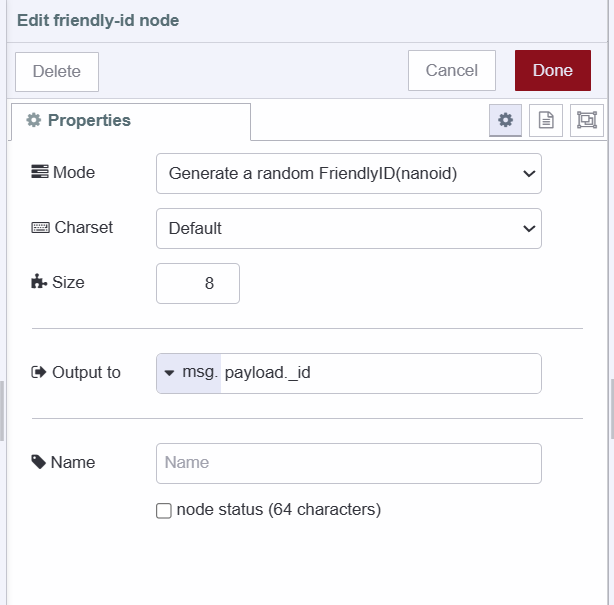 Edit friendly-id node
Delete
Cancel
Done
Properties
Mode
Generate a random FriendlyID(nanoid)
Charset
Default
Size
8
Output to
msg. payload._id
Name
Name
node status (64 characters)